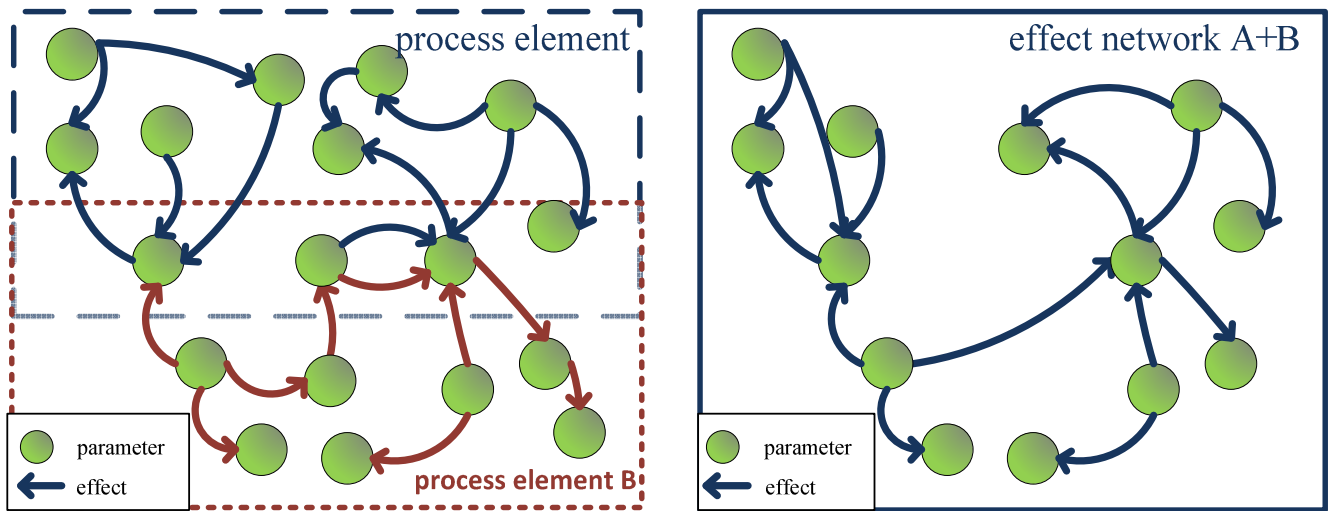 process element
process element B
parameter
effect
effect network A+B
parameter
effect